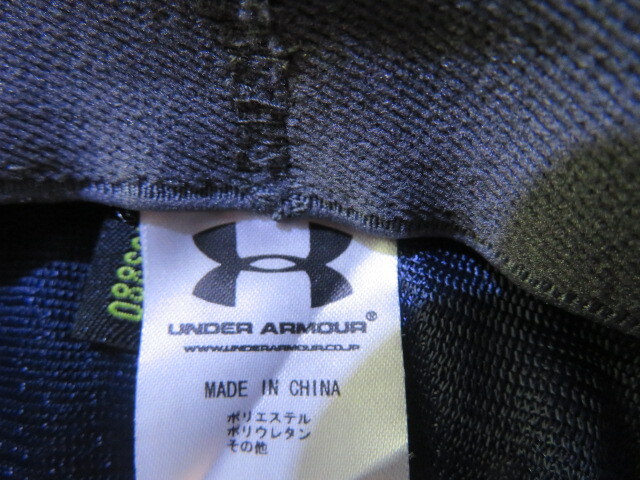 UNDER ARMOUR®
WWW.UNDERARMOUR.CO.JP
MADE IN CHINA
ポリエステル
ポリウレタン
その他